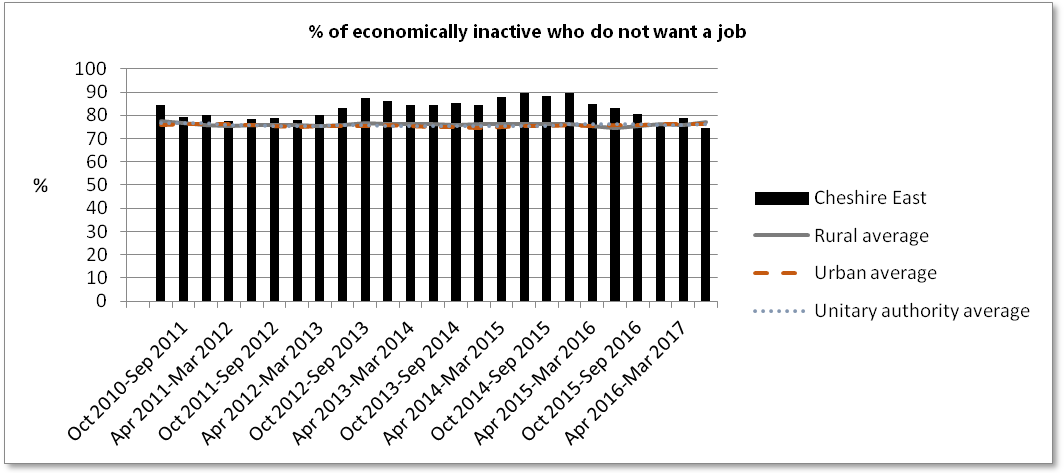 % of economically inactive who do not want a job
100
90
80
70
60
50
40
30
20
10
0
%
Oct 2010-Sep 2011
Apr 2011-Mar 2012
Oct 2011-Sep 2012
Apr 2012-Mar 2013
Oct 2012-Sep 2013
Apr 2013-Mar 2014
Oct 2013-Sep 2014
Apr 2014-Mar 2015
Oct 2014-Sep 2015
Apr 2015-Mar 2016
Oct 2015-Sep 2016
Apr 2016-Mar 2017
Cheshire East
Rural average
Urban average
Unitary authority average